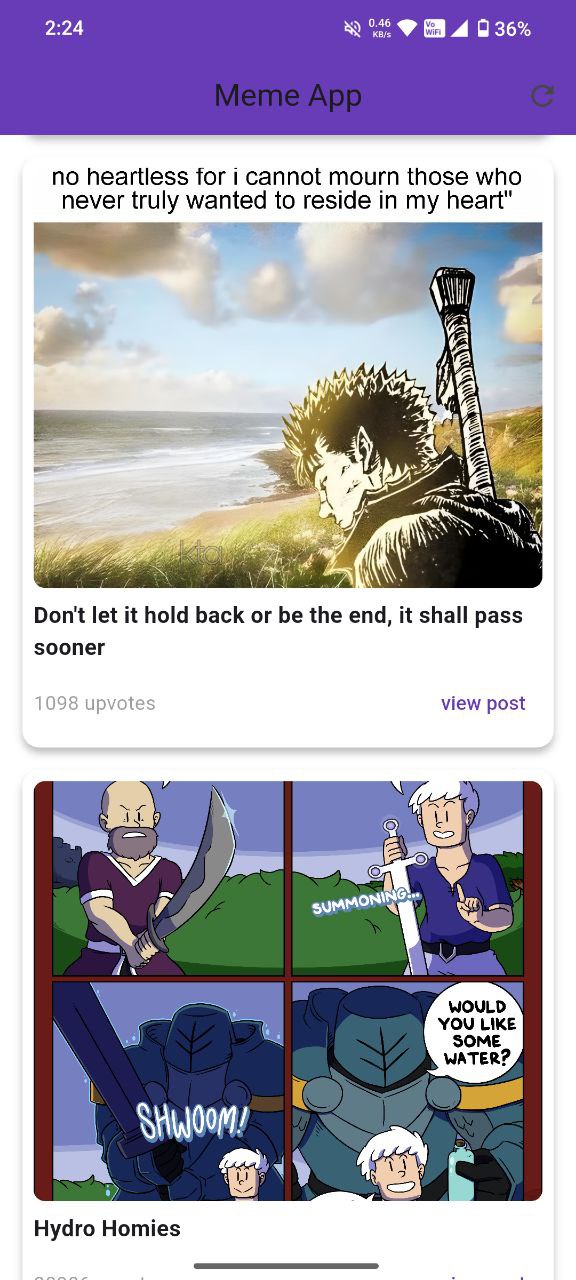 2:24
0.46
KB/s
Vo
WiFi
36%
Meme App
no heartless for i cannot mourn those who
never truly wanted to reside in my heart"
ktg
Don't let it hold back or be the end, it shall pass
sooner
1098 upvotes
view post
SUMMONING...
WOULD
YOU LIKE
SOME
WATER?
SHWOOM!
Hydro Homies